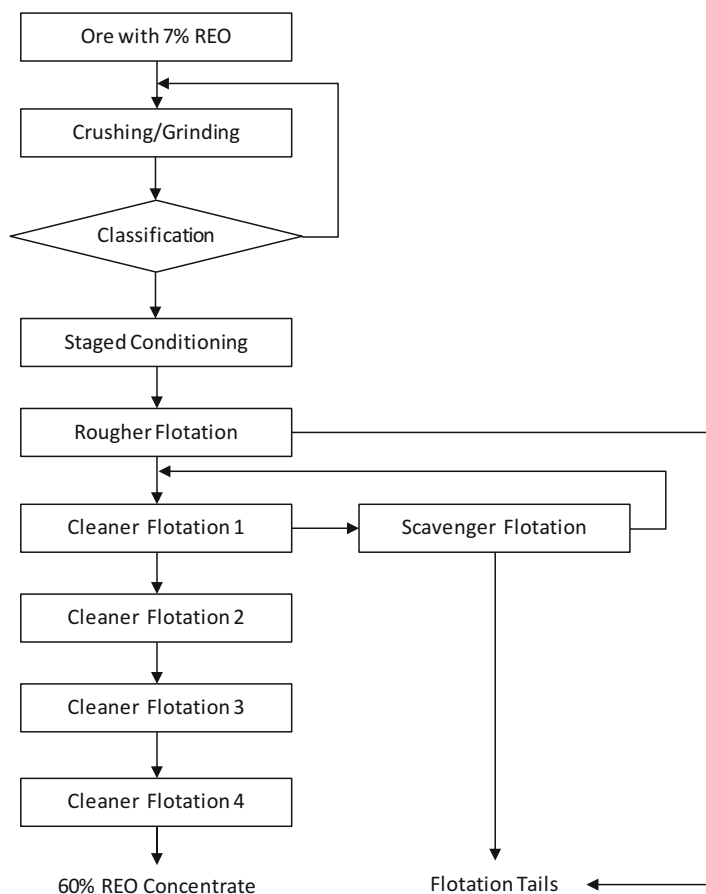 Ore with 7% REO
Crushing/Grinding
Classification
Staged Conditioning
Rougher Flotation
Cleaner Flotation 1
Scavenger Flotation
Cleaner Flotation 2
Cleaner Flotation 3
Cleaner Flotation 4
60% REO Concentrate
Flotation Tails